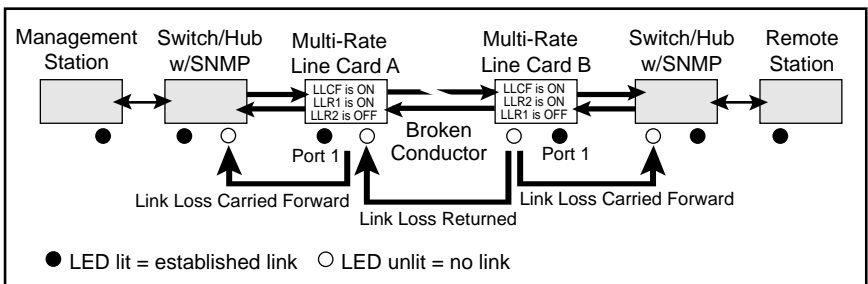 Management
Station
Switch/Hub
w/SNMP
Multi-Rate
Line Card A
Multi-Rate
Line Card B
Switch/Hub
w/SNMP
Remote
Station
LLCF is ON
LLR1 is ON
LLR2 is OFF
LLCF is ON
LLR2 is ON
LLR1 is OFF
Port 1
Broken
Conductor
Port 1
Link Loss Carried Forward
Link Loss Returned
Link Loss Carried Forward
LED lit = established link
LED unlit = no link